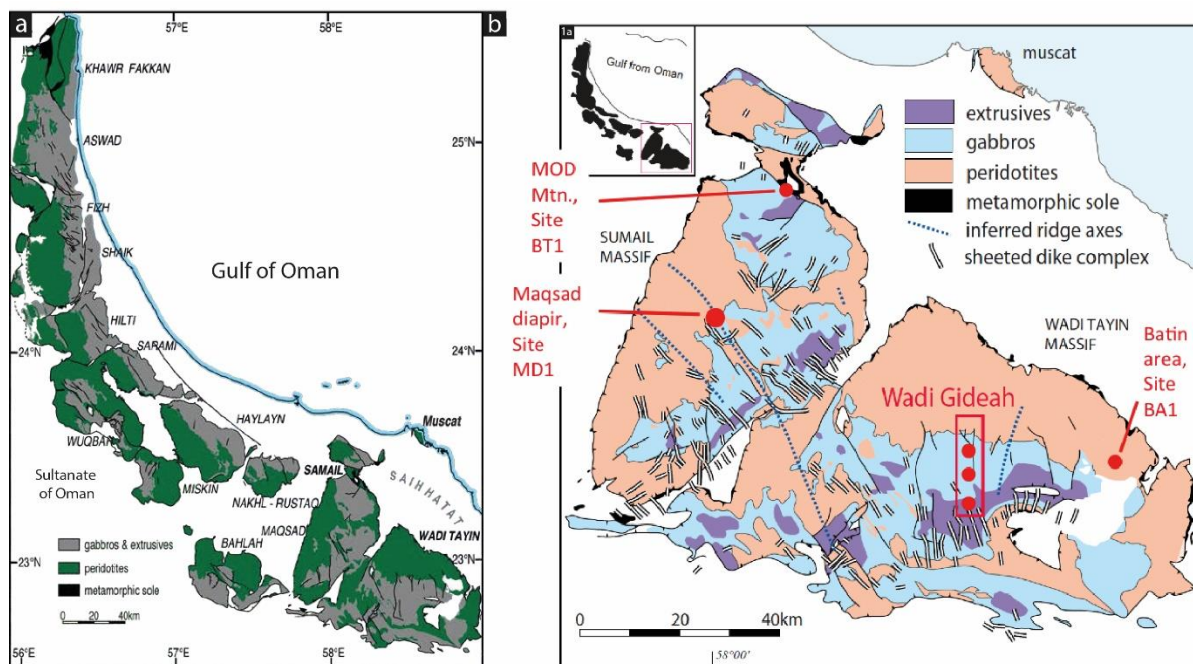 a
57°E
58°E
KHAWR FAKKAN
ASWAD
25°N
FIZH
SHAIK
Gulf of Oman
HILTI
24°N
SARAMI
24°N
HAYLAYN
WUQBAH
Muscat
Sultanate
of Oman
MISKIN
SAMAIL
SAIHHATAT
NAKHL - RUSTAQ
MAQSAD
WADI TAYIN
BAHLAH
23°N
23°N
gabbros & extrusives
peridotites
metamorphic sole
0 20 40km
56°E
57°E
58°E
b
1a
Gulf from Oman
muscat
extrusives
gabbros
peridotites
metamorphic sole
inferred ridge axes
sheeted dike complex
MOD
Mtn.,
Site
BT1
SUMAIL
MASSIF
Maqsad
diapir,
Site
MD1
WADI TAYIN
MASSIF
Batin
area,
Site
BA1
Wadi Gideah
0 20 40km
58°00'